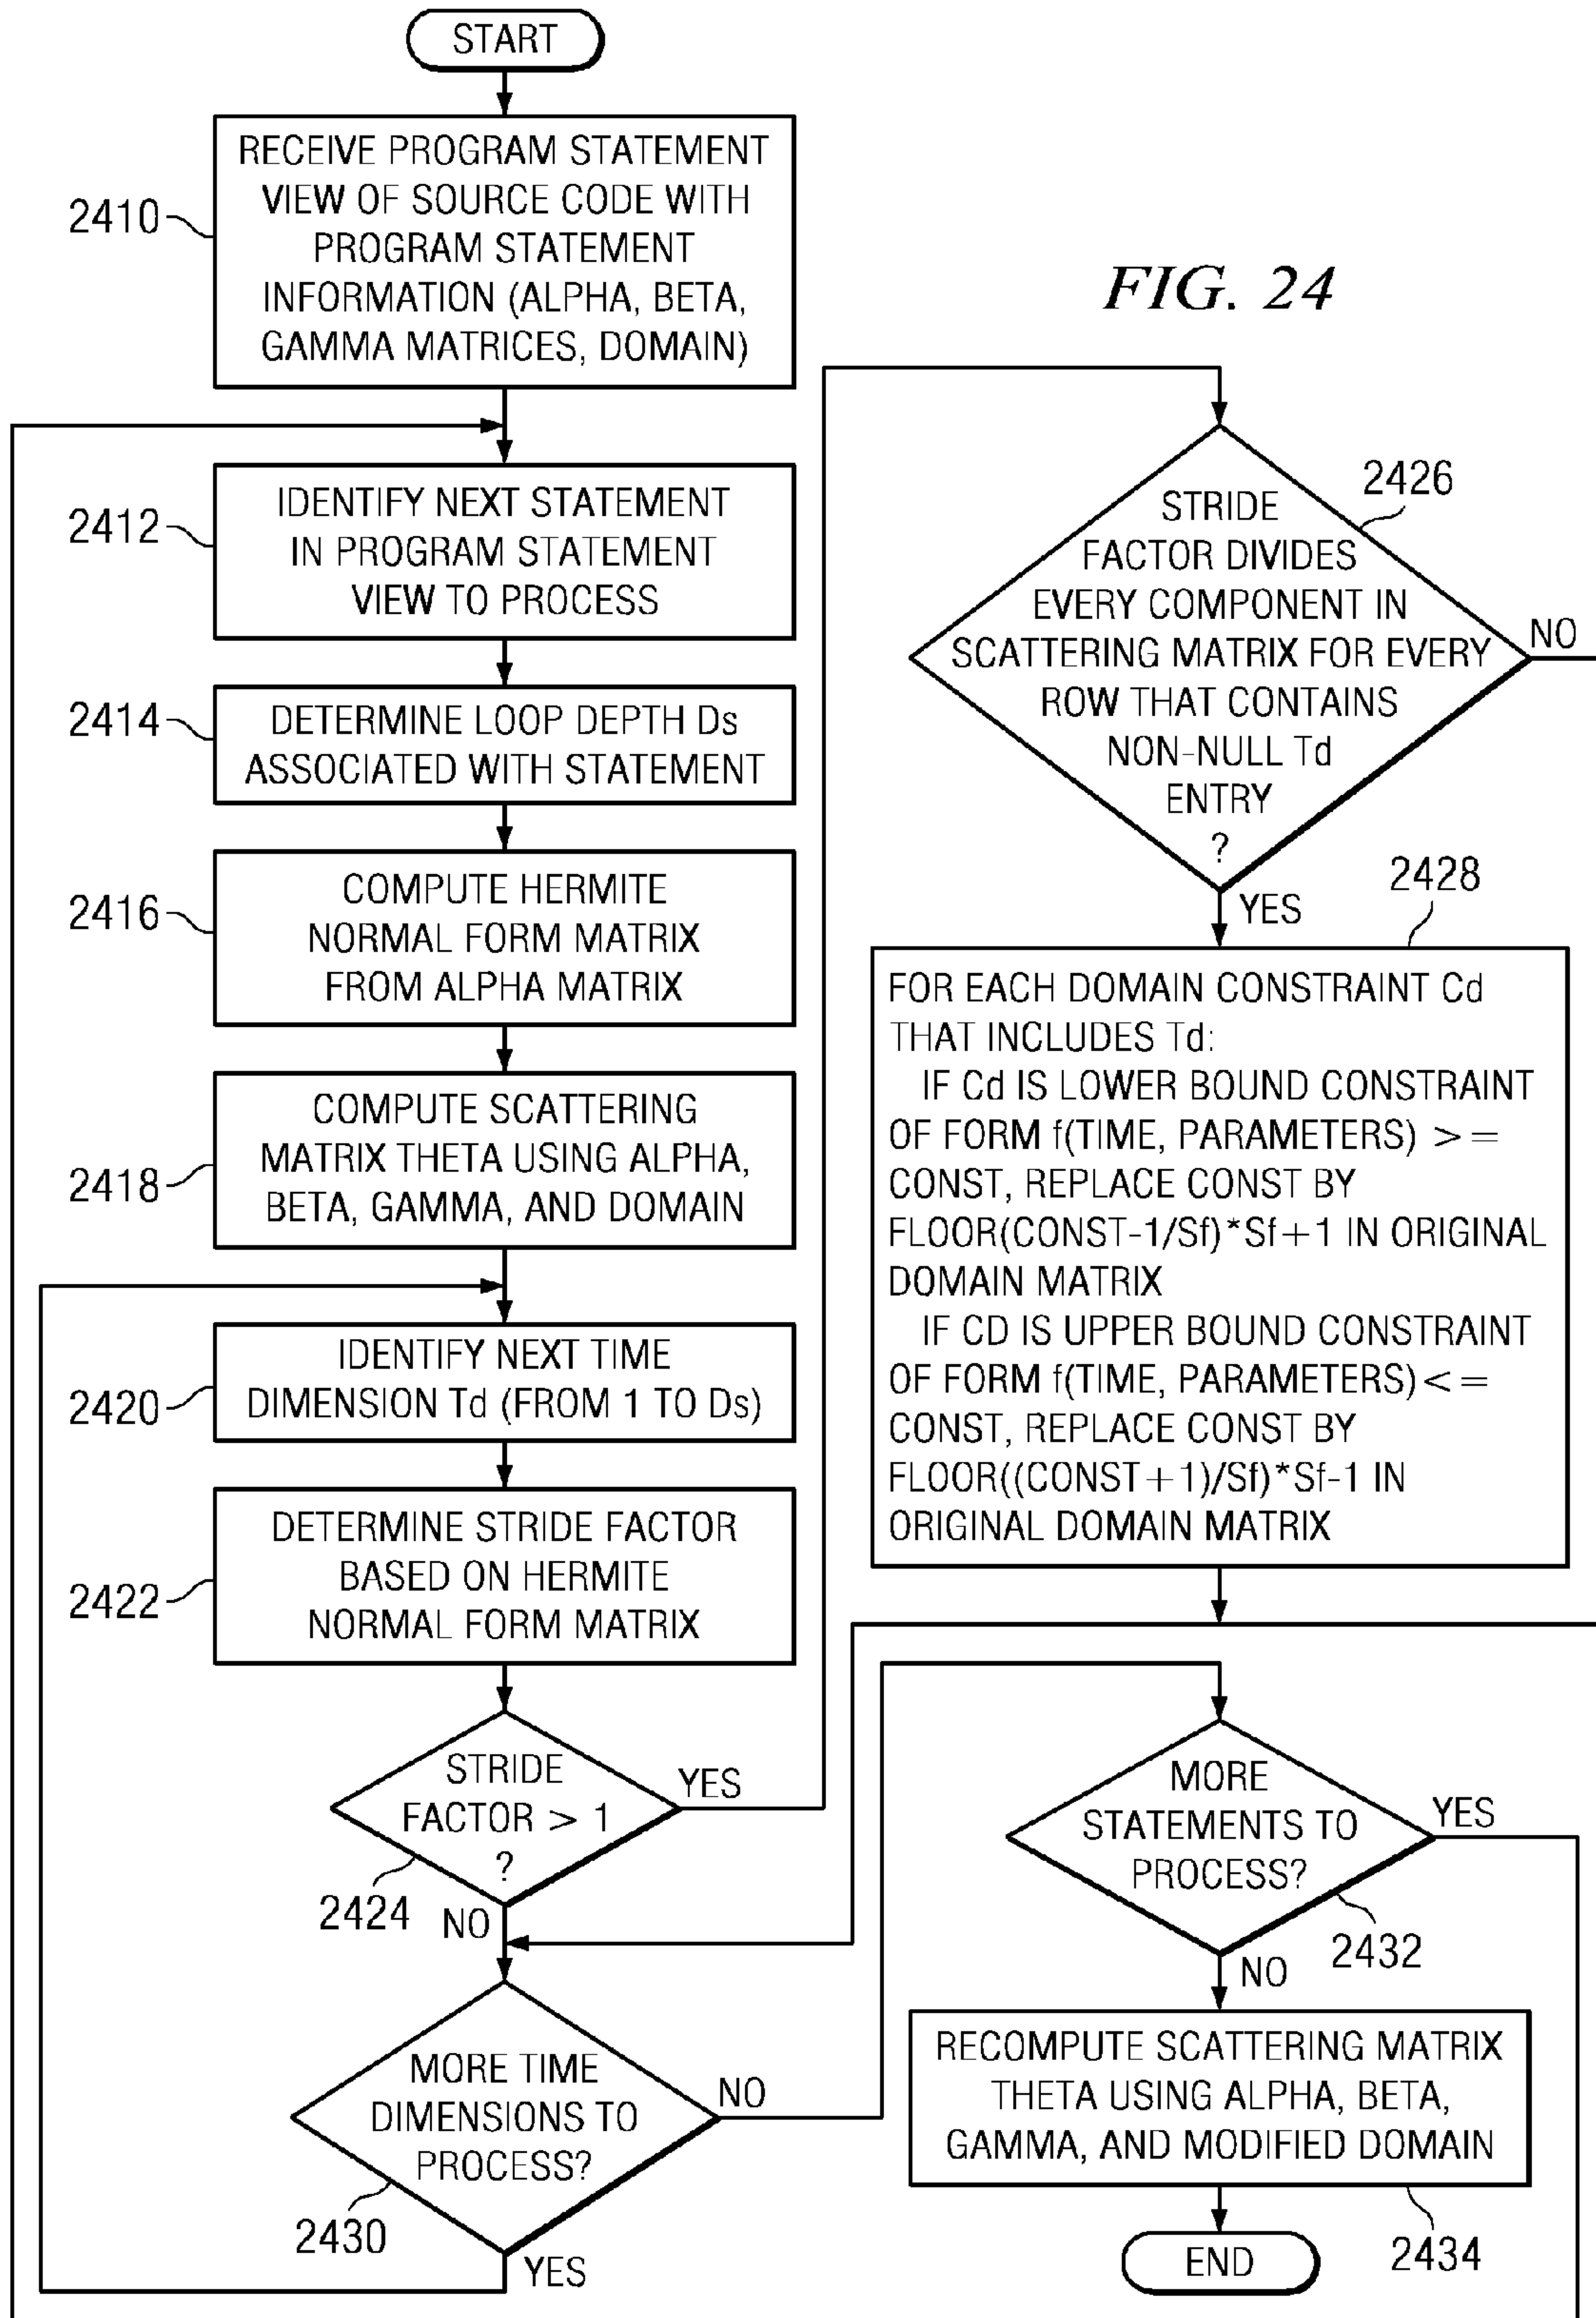 START
RECEIVE PROGRAM STATEMENT
VIEW OF SOURCE CODE WITH
PROGRAM STATEMENT
INFORMATION (ALPHA, BETA,
GAMMA MATRICES, DOMAIN)
2410
FIG. 24
IDENTIFY NEXT STATEMENT
IN PROGRAM STATEMENT
VIEW TO PROCESS
2412
DETERMINE LOOP DEPTH Ds
ASSOCIATED WITH STATEMENT
2414
COMPUTE HERMITE
NORMAL FORM MATRIX
FROM ALPHA MATRIX
2416
COMPUTE SCATTERING
MATRIX THETA USING ALPHA,
BETA, GAMMA, AND DOMAIN
2418
IDENTIFY NEXT TIME
DIMENSION Td (FROM 1 TO Ds)
2420
DETERMINE STRIDE FACTOR
BASED ON HERMITE
NORMAL FORM MATRIX
2422
STRIDE
FACTOR > 1
?
YES
2424
NO
MORE TIME
DIMENSIONS TO
PROCESS?
NO
2430
YES
2426
STRIDE
FACTOR DIVIDES
EVERY COMPONENT IN
SCATTERING MATRIX FOR EVERY
ROW THAT CONTAINS
NON-NULL Td
ENTRY
?
NO
YES
2428
FOR EACH DOMAIN CONSTRAINT Cd
THAT INCLUDES Td:
IF Cd IS LOWER BOUND CONSTRAINT
OF FORM f(TIME, PARAMETERS) >=
CONST, REPLACE CONST BY
FLOOR(CONST-1/Sf)*Sf+1 IN ORIGINAL
DOMAIN MATRIX
IF CD IS UPPER BOUND CONSTRAINT
OF FORM f(TIME, PARAMETERS)<=
CONST, REPLACE CONST BY
FLOOR((CONST+1)/Sf)*Sf-1 IN
ORIGINAL DOMAIN MATRIX
MORE
STATEMENTS TO
PROCESS?
YES
2432
NO
RECOMPUTE SCATTERING MATRIX
THETA USING ALPHA, BETA,
GAMMA, AND MODIFIED DOMAIN
2434
END